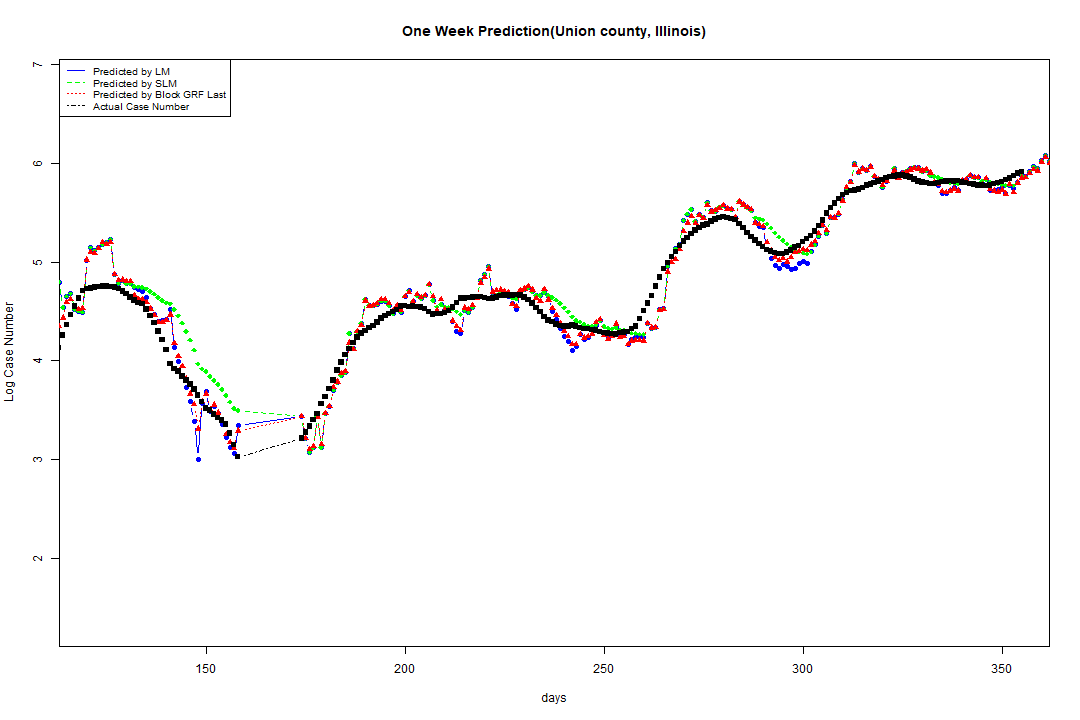 One Week Prediction(Union county, Illinois)
Predicted by LM
Predicted by SLM
Predicted by Block GRF Last
Actual Case Number
7
6
5
4
3
2
Log Case Number
150 200 250 300 350
days